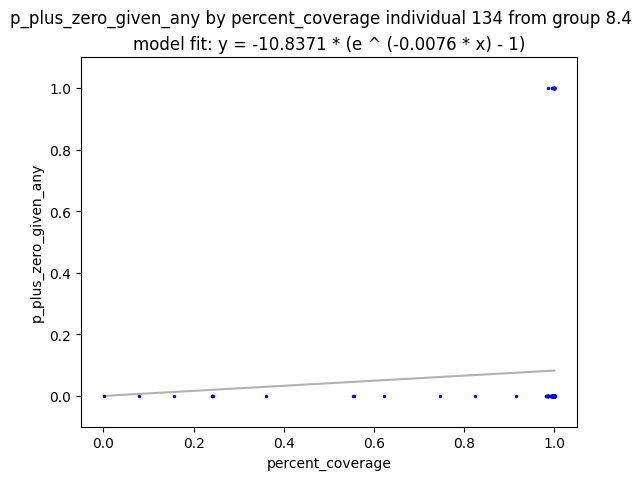 p_plus_zero_given_any by percent_coverage individual 134 from group 8.4
model fit: y = -10.8371 * (e ^ (-0.0076 * x) - 1)
1.0
0.8
0.6
0.4
0.2
0.0
p_plus_zero_given_any
0.0 0.2 0.4 0.6 0.8 1.0
percent_coverage